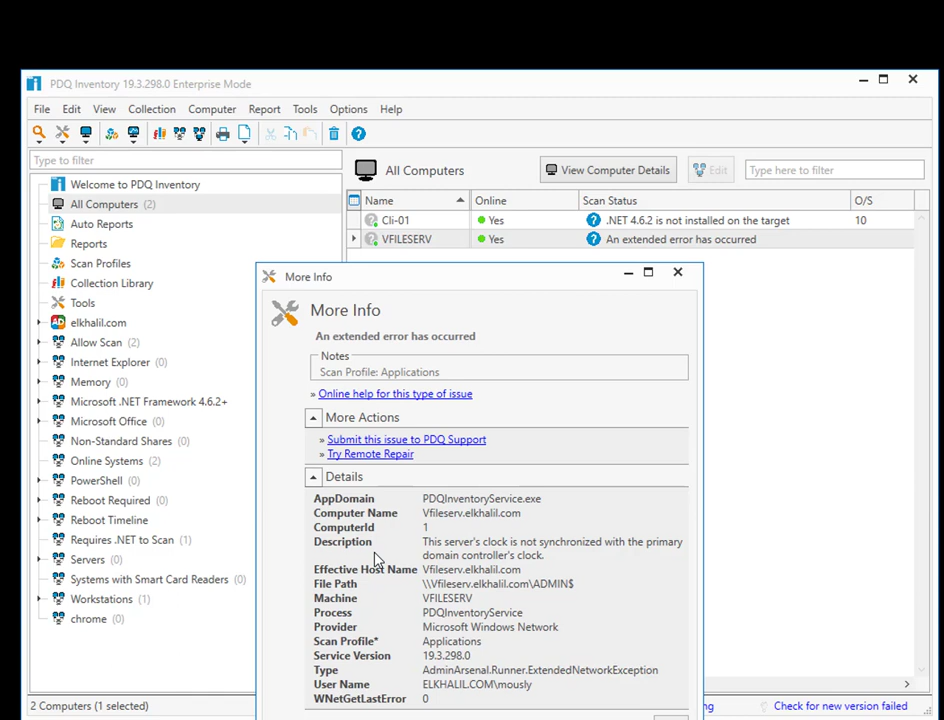 PDQ Inventory 19.3.298.0 Enterprise Mode
File Edit View Collection Computer Report Tools Options Help
Type to filter
All Computers View Computer Details Edit Type here to filter
Welcome to PDQ Inventory
All Computers (2)
Auto Reports
Reports
Scan Profiles
Collection Library
Tools
AD elkhalil.com
Allow Scan (2)
Internet Explorer (0)
Memory (0)
Microsoft .NET Framework 4.6.2+
Microsoft Office (0)
Non-Standard Shares (0)
Online Systems (2)
PowerShell (0)
Reboot Required (0)
Reboot Timeline
Requires .NET to Scan (1)
Servers (0)
Systems with Smart Card Readers (0)
Workstations (1)
chrome (0)
Name Online Scan Status O/S
Cli-01 Yes .NET 4.6.2 is not installed on the target 10
VFILESERV Yes An extended error has occurred
More Info
More Info
An extended error has occurred
Notes
Scan Profile: Applications
» Online help for this type of issue
More Actions
» Submit this issue to PDQ Support
» Try Remote Repair
Details
AppDomain PDQInventoryService.exe
Computer Name Vfileserv.elkhalil.com
ComputerId 1
Description This server's clock is not synchronized with the primary
domain controller's clock.
Effective Host Name Vfileserv.elkhalil.com
File Path \\Vfileserv.elkhalil.com\ADMIN$
Machine VFILESERV
Process PDQInventoryService
Provider Microsoft Windows Network
Scan Profile* Applications
Service Version 19.3.298.0
Type AdminArsenal.Runner.ExtendedNetworkException
User Name ELKHALIL.COM\mously
WNetGetLastError 0
2 Computers (1 selected) Check for new version failed